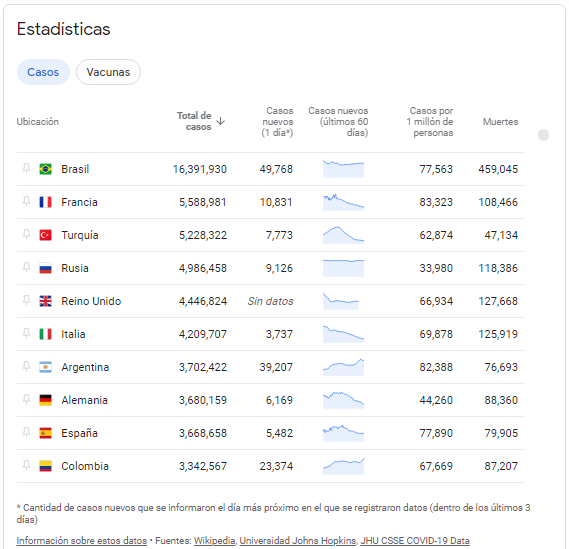 Estadísticas
Casos Vacunas
Ubicación Total de casos Casos nuevos (1 día*) Casos nuevos (últimos 60 días) Casos por 1 millón de personas Muertes
Brasil 16,391,930 49,768 77,563 459,045
Francia 5,588,981 10,831 83,323 108,466
Turquía 5,228,322 7,773 62,874 47,134
Rusia 4,986,458 9,126 33,980 118,386
Reino Unido 4,446,824 Sin datos 66,934 127,668
Italia 4,209,707 3,737 69,878 125,919
Argentina 3,702,422 39,207 82,388 76,693
Alemania 3,680,159 6,169 44,260 88,360
España 3,668,658 5,482 77,890 79,905
Colombia 3,342,567 23,374 67,669 87,207
* Cantidad de casos nuevos que se informaron el día más próximo en el que se registraron datos (dentro de los últimos 3
días)
Información sobre estos datos • Fuentes: Wikipedia, Universidad Johns Hopkins, JHU CSSE COVID-19 Data